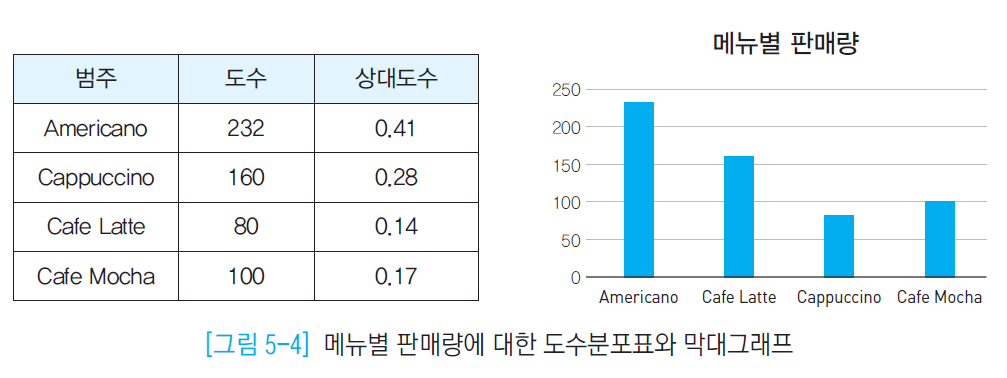 범주 도수 상대도수
Americano 232 0.41
Cappuccino 160 0.28
Cafe Latte 80 0.14
Cafe Mocha 100 0.17
메뉴별 판매량
250
200
150
100
50
0
Americano Cafe Latte Cappuccino Cafe Mocha
[그림 5-4] 메뉴별 판매량에 대한 도수분포표와 막대그래프